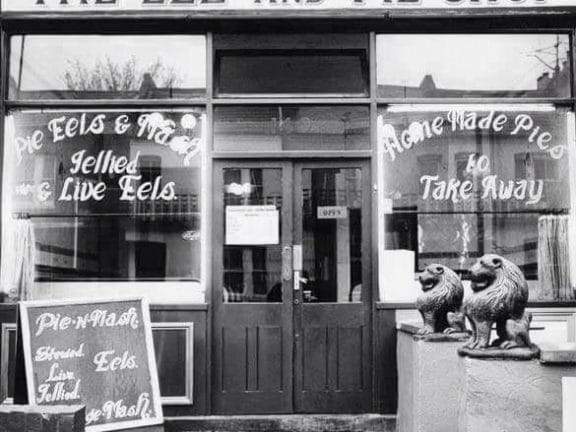 THE EEL AND PIE SHOP
Pie Eels & Mash
Jellied
& Live Eels.
Home Made Pies
to
Take Away
OPEN
Pie-N-Mash.
Stewed.
Live.
Jellied.
Eels.
Mash.